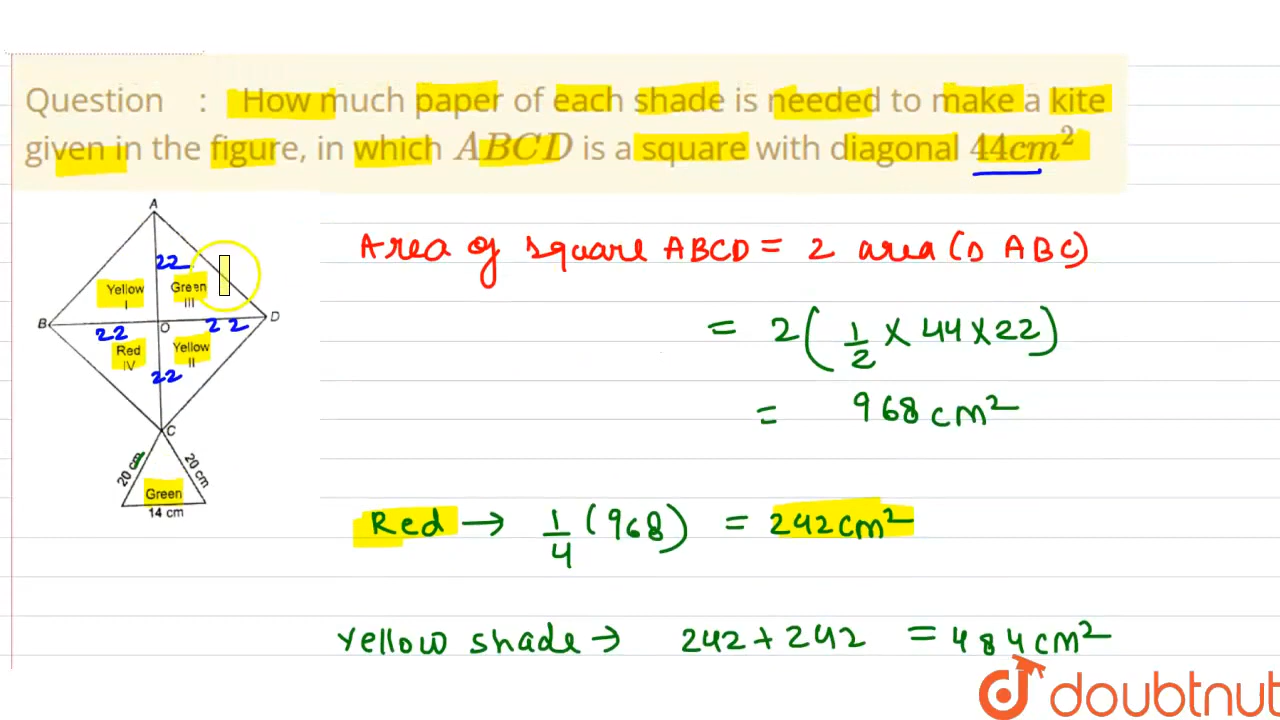 Question : How much paper of each shade is needed to make a kite
given in the figure, in which ABCD is a square with diagonal 44cm²
A
22
Yellow
I
Green
III
B
22
O
22
D
Red
IV
Yellow
II
22
C
20 cm
20 cm
Green
14 cm
Area of square ABCD = 2 area (Δ ABC)
= 2 ( 1/2 × 44 × 22 )
= 968 cm²
Red → 1/4 (968) = 242 cm²
Yellow shade → 242 + 242 = 484 cm²
doubtnut